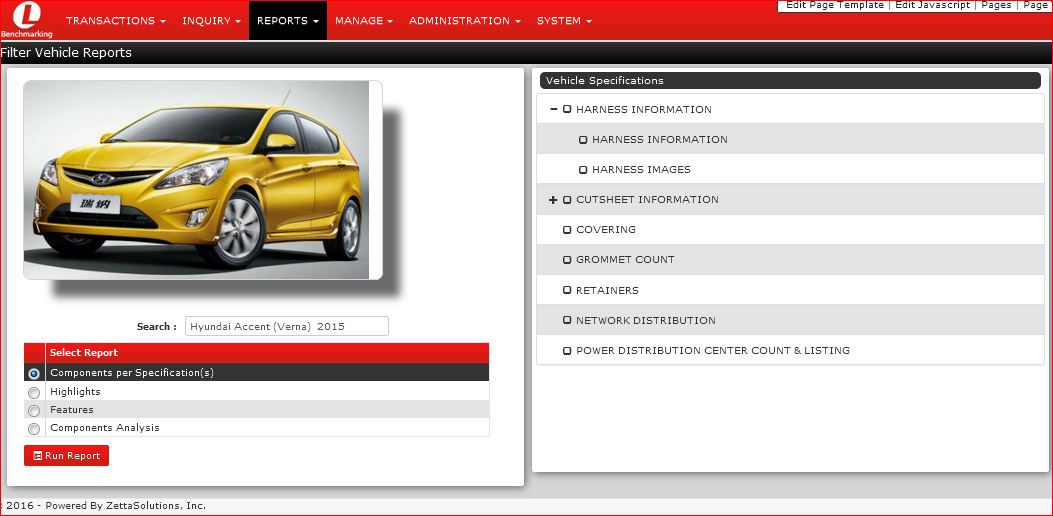 Edit Page Template | Edit Javascript | Pages | Page
L
Benchmarking
TRANSACTIONS INQUIRY REPORTS MANAGE ADMINISTRATION SYSTEM
Filter Vehicle Reports
瑞纳
Search : Hyundai Accent (Verna) 2015
Select Report
Components per Specification(s)
Highlights
Features
Components Analysis
Run Report
Vehicle Specifications
HARNESS INFORMATION
HARNESS INFORMATION
HARNESS IMAGES
CUTSHEET INFORMATION
COVERING
GROMMET COUNT
RETAINERS
NETWORK DISTRIBUTION
POWER DISTRIBUTION CENTER COUNT & LISTING
2016 - Powered By ZettaSolutions, Inc.